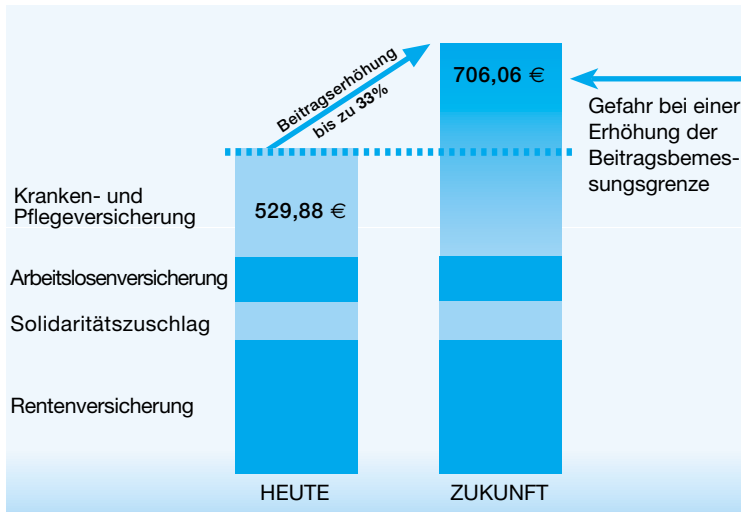 Beitragserhöhung
bis zu 33%
706,06 €
Gefahr bei einer
Erhöhung der
Beitragsbemes-
sungsgrenze
Kranken- und
Pflegeversicherung
529,88 €
Arbeitslosenversicherung
Solidaritätszuschlag
Rentenversicherung
HEUTE
ZUKUNFT